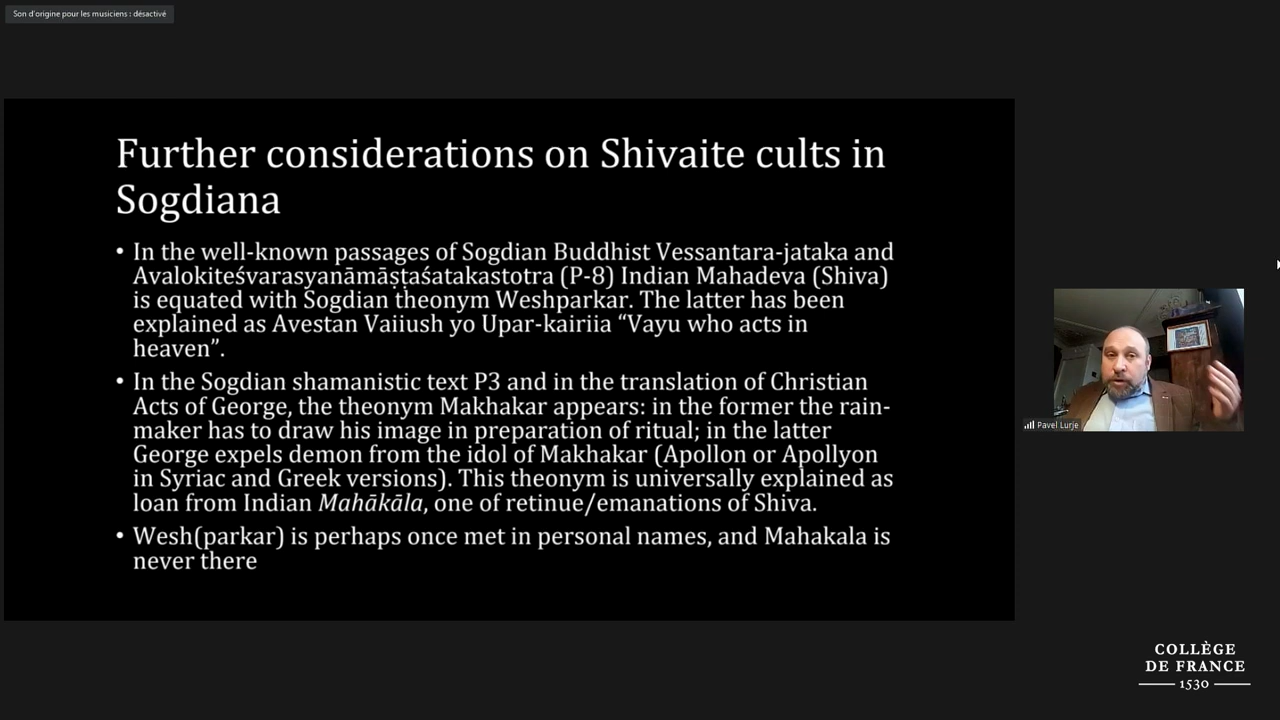 Son d'origine pour les musiciens : désactivé
Further considerations on Shivaite cults in
Sogdiana
• In the well-known passages of Sogdian Buddhist Vessantara-jataka and
Avalokiteśvarasyanāmāṣṭaśatakastotra (P-8) Indian Mahadeva (Shiva)
is equated with Sogdian theonym Weshparkar. The latter has been
explained as Avestan Vaiiush yo Upar-kairiia “Vayu who acts in
heaven”.
• In the Sogdian shamanistic text P3 and in the translation of Christian
Acts of George, the theonym Makhakar appears: in the former the rain-
maker has to draw his image in preparation of ritual; in the latter
George expels demon from the idol of Makhakar (Apollon or Apollyon
in Syriac and Greek versions). This theonym is universally explained as
loan from Indian Mahākāla, one of retinue/emanations of Shiva.
• Wesh(parkar) is perhaps once met in personal names, and Mahakala is
never there
Pavel Lurje
COLLÈGE
DE FRANCE
1530